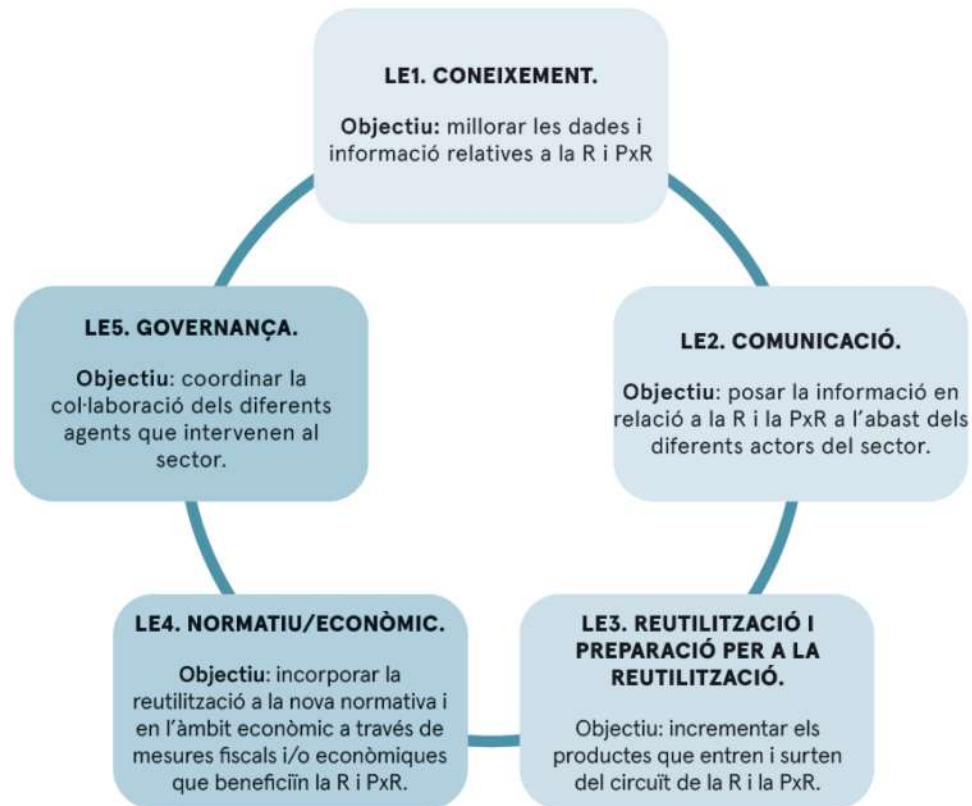 LE1. CONEIXEMENT.
Objectiu: millorar les dades i
informació relatives a la R i PxR
LE2. COMUNICACIÓ.
Objectiu: posar la informació en
relació a la R i la PxR a l'abast dels
diferents actors del sector.
LE3. REUTILITZACIÓ I
PREPARACIÓ PER A LA
REUTILITZACIÓ.
Objectiu: incrementar els
productes que entren i surten
del circuït de la R i la PxR.
LE4. NORMATIU/ECONÒMIC.
Objectiu: incorporar la
reutilització a la nova normativa i
en l'àmbit econòmic a través de
mesures fiscals i/o econòmiques
que beneficiïn la R i PxR.
LE5. GOVERNANÇA.
Objectiu: coordinar la
col·laboració dels diferents
agents que intervenen al
sector.